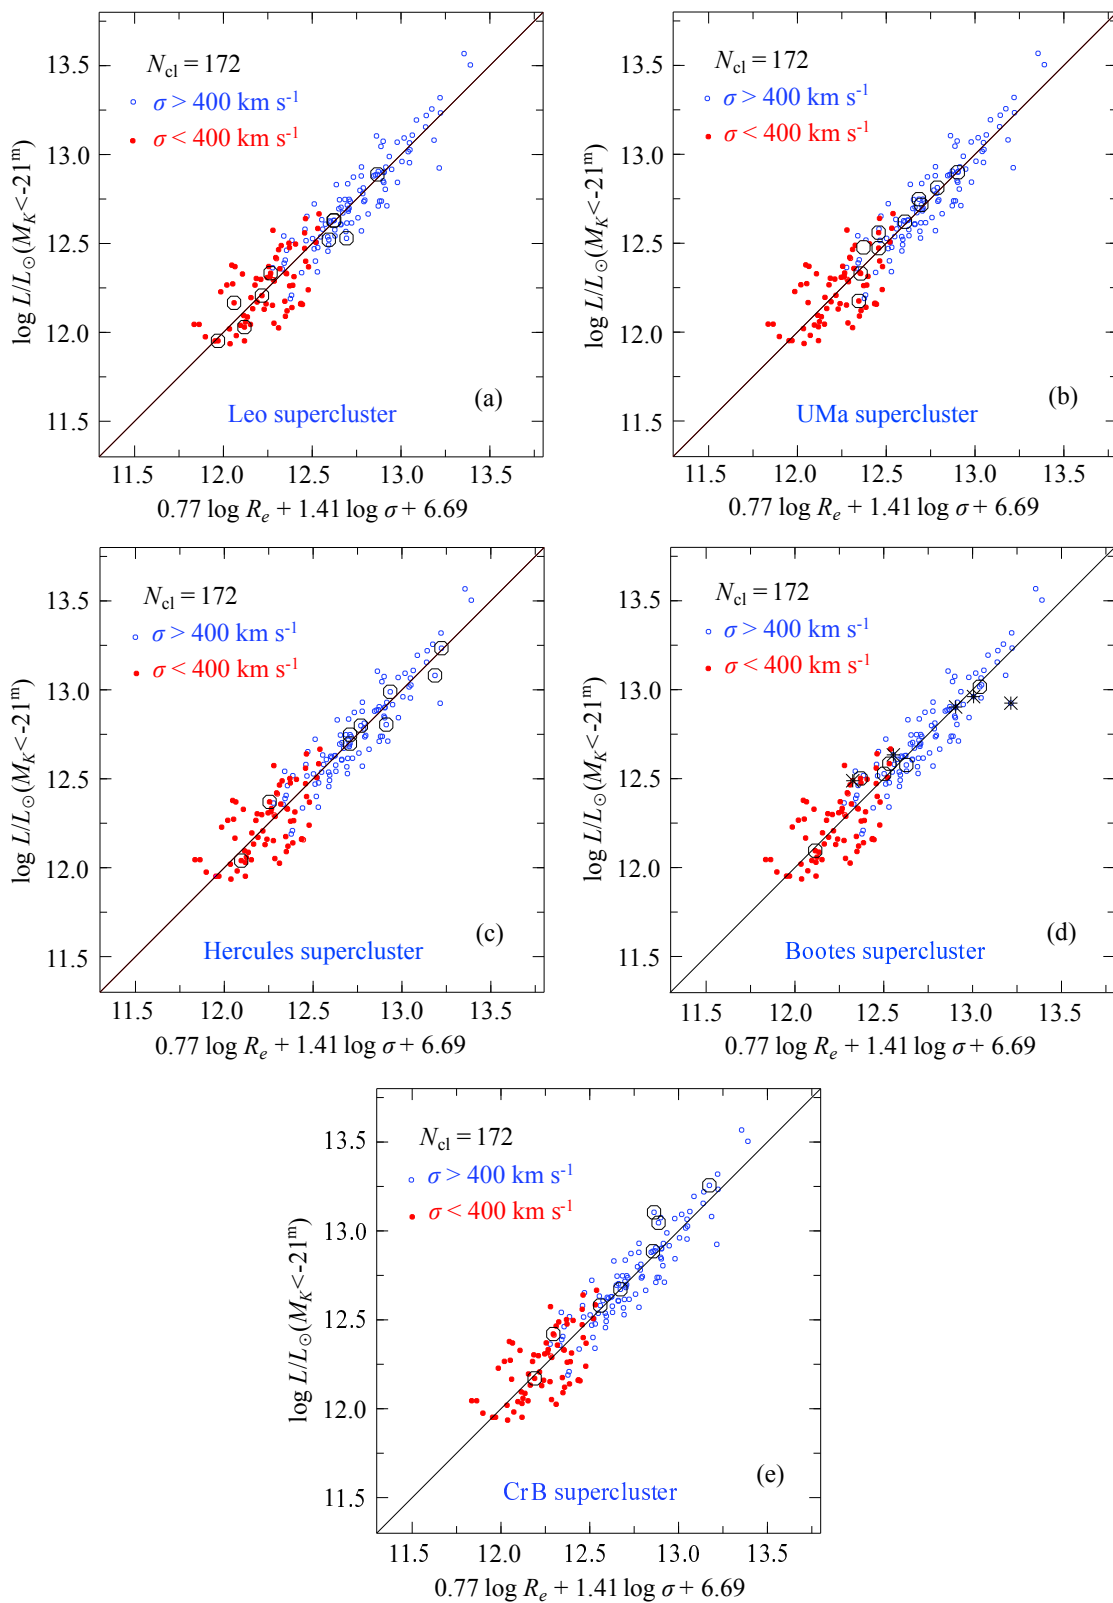 N_cl = 172
σ > 400 km s⁻¹
σ < 400 km s⁻¹
log L/L_⊙(M_K<-21ᵐ)
13.5
13.0
12.5
12.0
11.5
(a)
Leo supercluster
11.5 12.0 12.5 13.0 13.5
0.77 log R_e + 1.41 log σ + 6.69
N_cl = 172
σ > 400 km s⁻¹
σ < 400 km s⁻¹
log L/L_⊙(M_K<-21ᵐ)
13.5
13.0
12.5
12.0
11.5
(b)
UMa supercluster
11.5 12.0 12.5 13.0 13.5
0.77 log R_e + 1.41 log σ + 6.69
N_cl = 172
σ > 400 km s⁻¹
σ < 400 km s⁻¹
log L/L_⊙(M_K<-21ᵐ)
13.5
13.0
12.5
12.0
11.5
(c)
Hercules supercluster
11.5 12.0 12.5 13.0 13.5
0.77 log R_e + 1.41 log σ + 6.69
N_cl = 172
σ > 400 km s⁻¹
σ < 400 km s⁻¹
log L/L_⊙(M_K<-21ᵐ)
13.5
13.0
12.5
12.0
11.5
(d)
Bootes supercluster
11.5 12.0 12.5 13.0 13.5
0.77 log R_e + 1.41 log σ + 6.69
N_cl = 172
σ > 400 km s⁻¹
σ < 400 km s⁻¹
log L/L_⊙(M_K<-21ᵐ)
13.5
13.0
12.5
12.0
11.5
(e)
CrB supercluster
11.5 12.0 12.5 13.0 13.5
0.77 log R_e + 1.41 log σ + 6.69